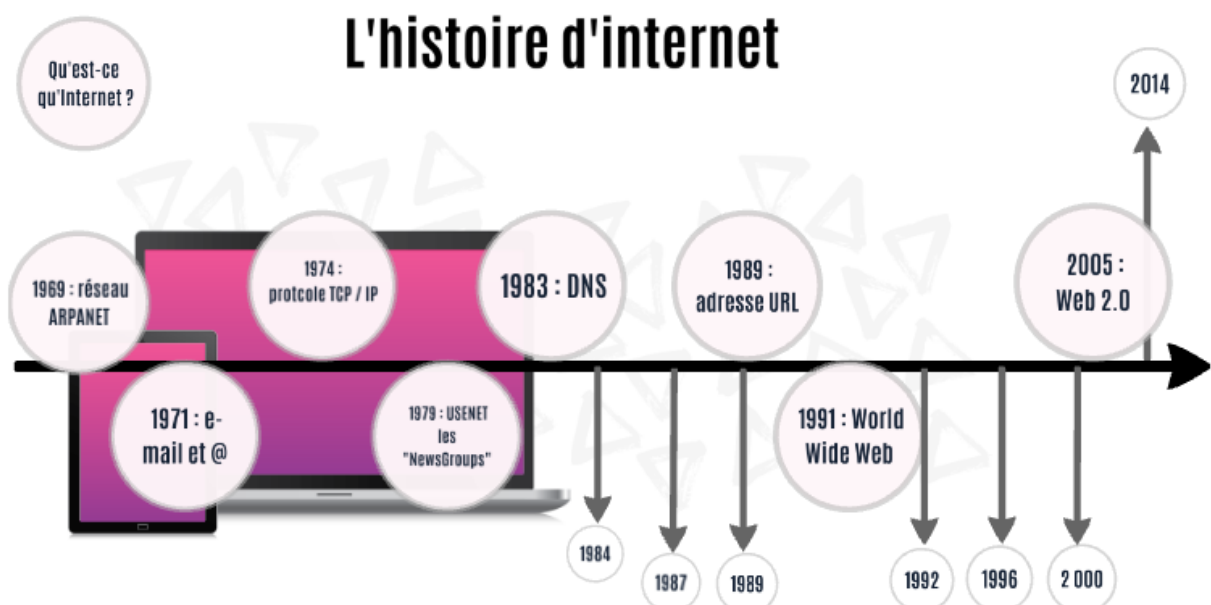 L'histoire d'internet
Qu'est-ce
qu'Internet ?
2014
1969 : réseau
ARPANET
1974 :
protcole TCP / IP
1983 : DNS
1989 :
adresse URL
2005 :
Web 2.0
1971 : e-
mail et @
1979 : USENET
les
"NewsGroups"
1991 : World
Wide Web
1984
1987
1989
1992
1996
2 000